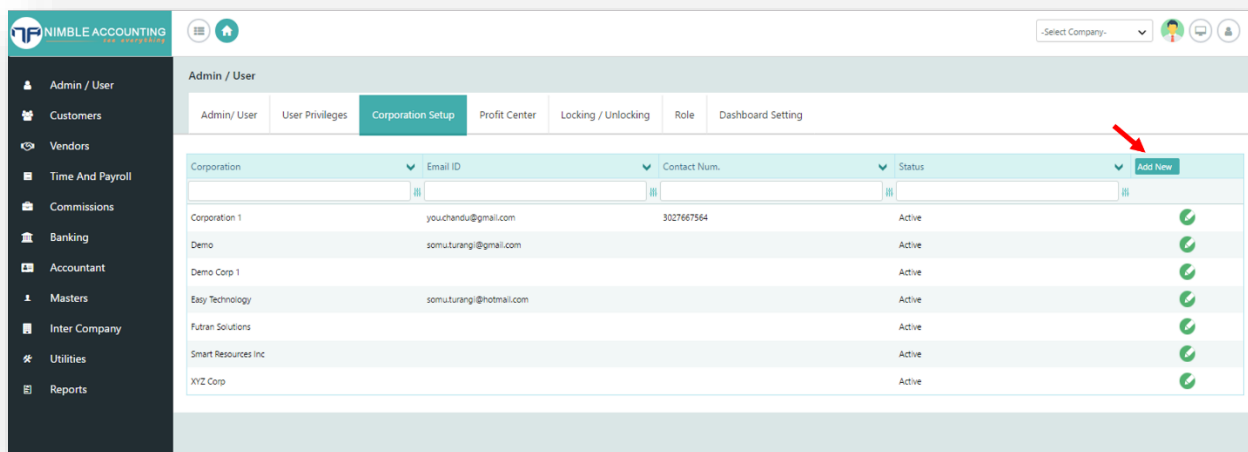 NIMBLE ACCOUNTING
see everything
-Select Company-
Admin / User
Customers
Vendors
Time And Payroll
Commissions
Banking
Accountant
Masters
Inter Company
Utilities
Reports
Admin / User
Admin/ User User Privileges Corporation Setup Profit Center Locking / Unlocking Role Dashboard Setting
Corporation Email ID Contact Num. Status Add New
Corporation 1 you.chandu@gmail.com 3027667564 Active
Demo somu.turangi@gmail.com Active
Demo Corp 1 Active
Easy Technology somu.turangi@hotmail.com Active
Futran Solutions Active
Smart Resources Inc Active
XYZ Corp Active